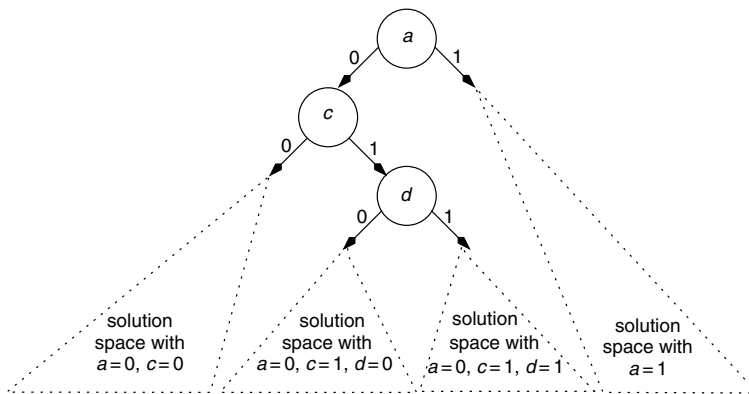 a
0 1
c
0 1
d
0 1
solution
space with
a=0, c=0
solution
space with
a=0, c=1, d=0
solution
space with
a=0, c=1, d=1
solution
space with
a=1